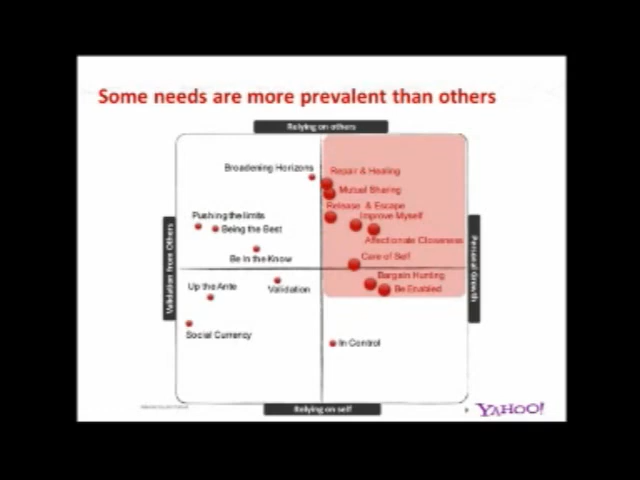 Some needs are more prevalent than others
Relying on others
Broadening Horizons
Repair & Healing
Mutual Sharing
Release & Escape
Pushing the limits
Improve Myself
Being the Best
Affectionate Closeness
Validation from Others
Personal Growth
Be In the Know
Care of Self
Bargain Hunting
Up the Ante
Validation
Be Enabled
Social Currency
In Control
Relying on self
YAHOO!